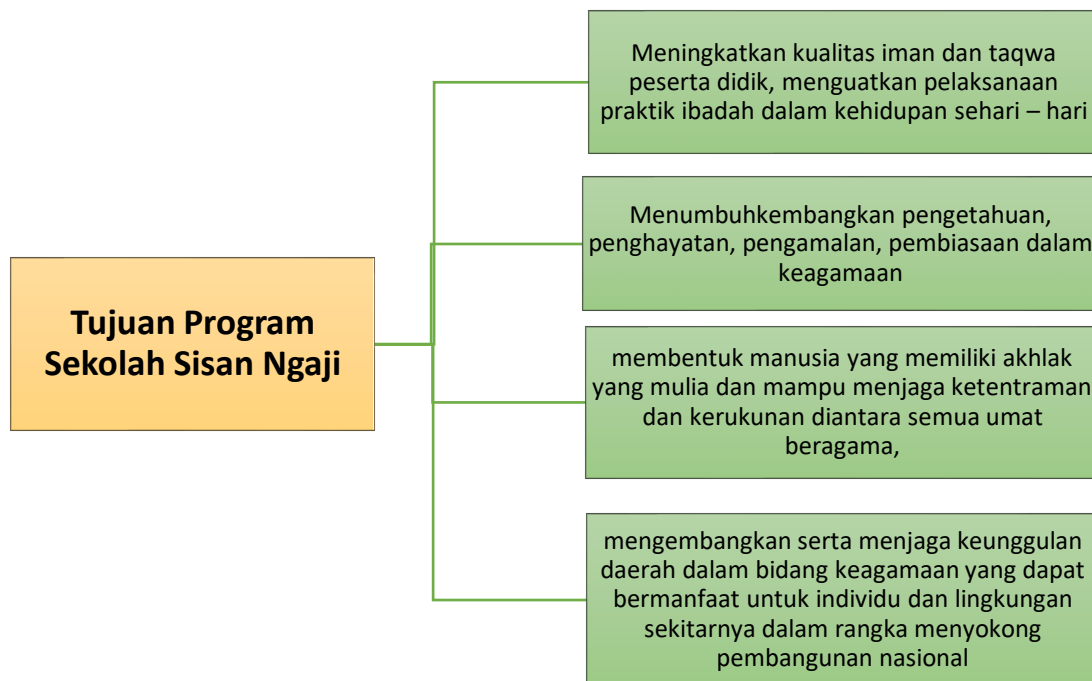 Tujuan Program
Sekolah Sisan Ngaji
Meningkatkan kualitas iman dan taqwa
peserta didik, menguatkan pelaksanaan
praktik ibadah dalam kehidupan sehari – hari
Menumbuhkembangkan pengetahuan,
penghayatan, pengamalan, pembiasaan dalam
keagamaan
membentuk manusia yang memiliki akhlak
yang mulia dan mampu menjaga ketentraman
dan kerukunan diantara semua umat
beragama,
mengembangkan serta menjaga keunggulan
daerah dalam bidang keagamaan yang dapat
bermanfaat untuk individu dan lingkungan
sekitarnya dalam rangka menyokong
pembangunan nasional